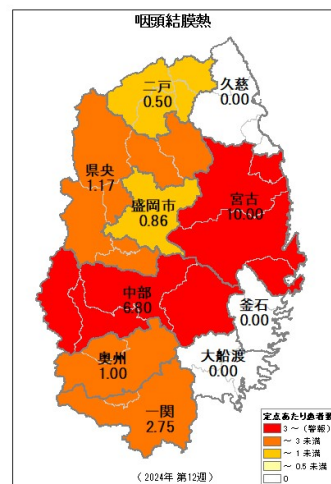 咽頭結膜熱
二戸
0.50
久慈
0.00
県央
1.17
盛岡市
0.86
宮古
10.00
中部
6.80
釜石
0.00
大船渡
0.00
奥州
1.00
一関
2.75
定点あたり患者数
3～（警報）
～ 3 未満
～ 1 未満
～ 0.5 未満
0
（2024年 第12週）